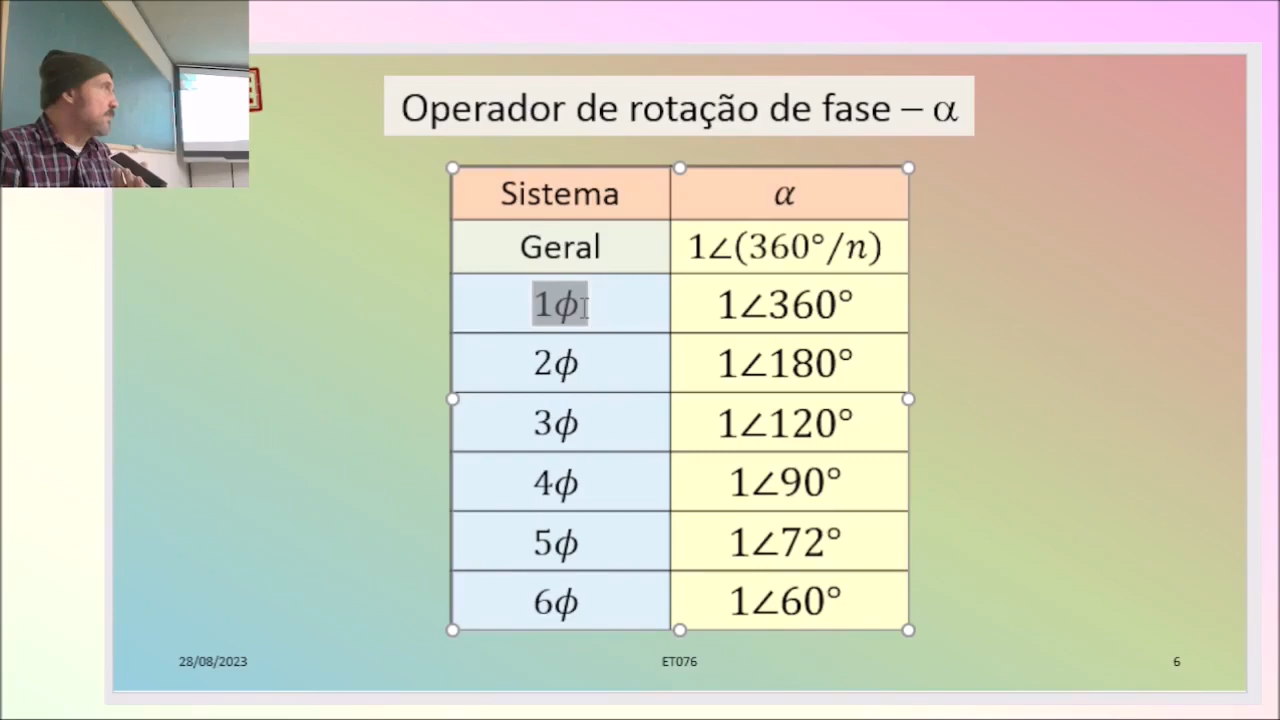 Operador de rotação de fase – α
Sistema α
Geral 1∠(360°/n)
1ϕ 1∠360°
2ϕ 1∠180°
3ϕ 1∠120°
4ϕ 1∠90°
5ϕ 1∠72°
6ϕ 1∠60°
28/08/2023 ET076 6